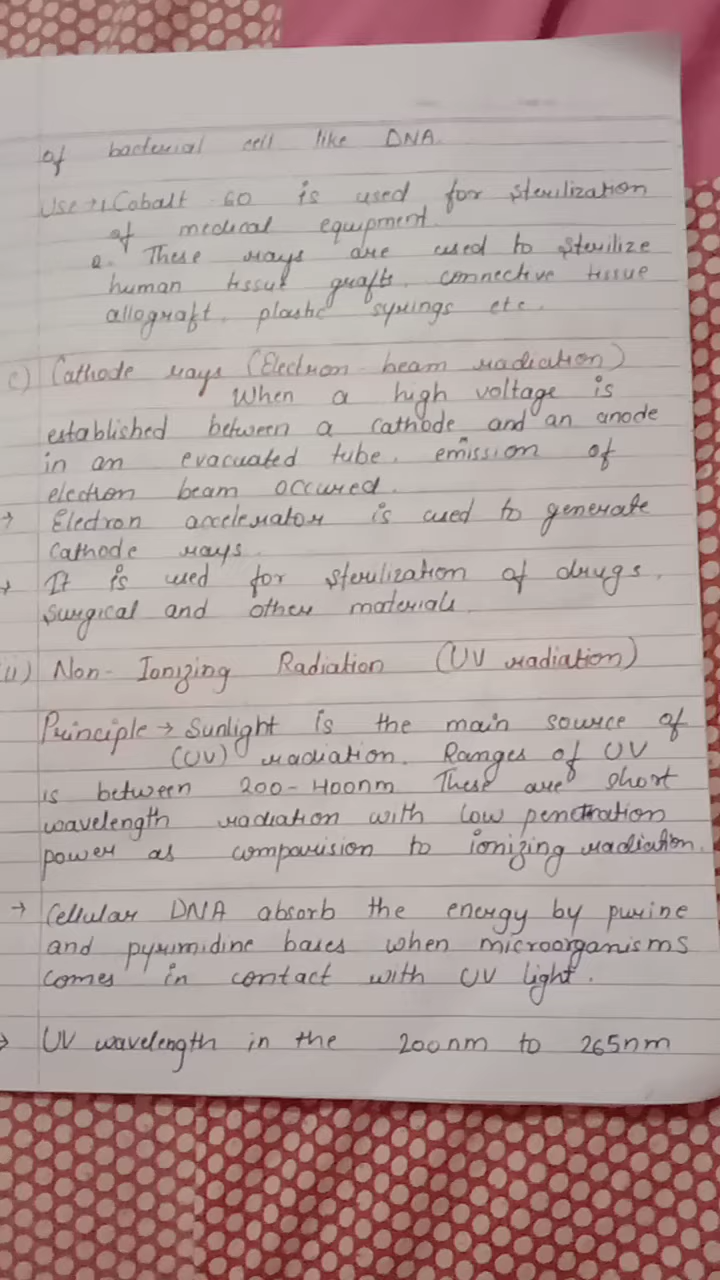 of bacterial cell like DNA.
Use → 1. Cobalt 60 is used for sterilization
of medical equipment.
2. These rays are used to sterilize
human tissue grafts, connective tissue
allograft, plastic syrings etc.
c) Cathode rays (Electron beam radiation)
When a high voltage is
established between a cathode and an anode
in an evacuated tube, emission of
electron beam occured.
→ Electron accelerator is used to generate
cathode rays.
→ It is used for sterilization of drugs,
surgical and other materials.
ii) Non-Ionizing Radiation (UV radiation)
Principle → Sunlight is the main source of
(UV) radiation. Ranges of UV
is between 200-400nm These are short
wavelength radiation with low penetration
power as comparision to ionizing radiation.
→ Cellular DNA absorb the energy by purine
and pyrimidine bases when microorganisms
comes in contact with UV light.
→ UV wavelength in the 200nm to 265nm